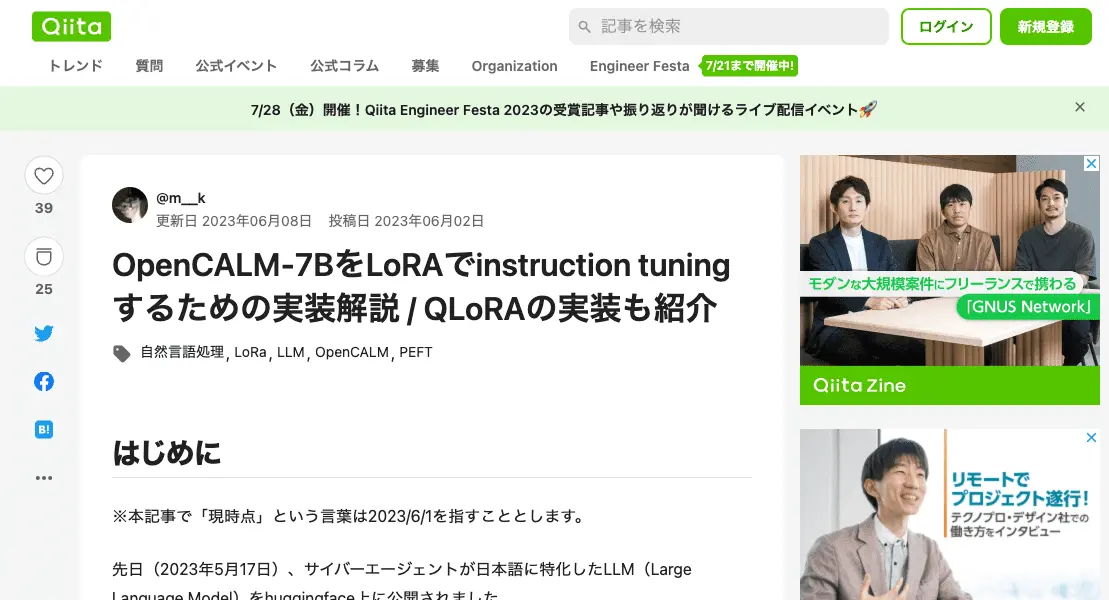 Qiita
記事を検索
ログイン
新規登録
トレンド 質問 公式イベント 公式コラム 募集 Organization Engineer Festa 7/21まで開催中!
7/28（金）開催！Qiita Engineer Festa 2023の受賞記事や振り返りが聞けるライブ配信イベント🚀
39
25
B!
@m__k
更新日 2023年06月08日 投稿日 2023年06月02日
OpenCALM-7BをLoRAでinstruction tuning
するための実装解説 / QLoRAの実装も紹介
自然言語処理, LoRa, LLM, OpenCALM, PEFT
はじめに
※本記事で「現時点」という言葉は2023/6/1を指すこととします。
先日（2023年5月17日）、サイバーエージェントが日本語に特化したLLM（Large
Language Model）をhuggingface上に公開されました。
モダンな大規模案件にフリーランスで携わる
「GNUS Network」
Qiita Zine
リモートで
プロジェクト遂行!
テクノプロ・デザイン社での
働き方をインタビュー